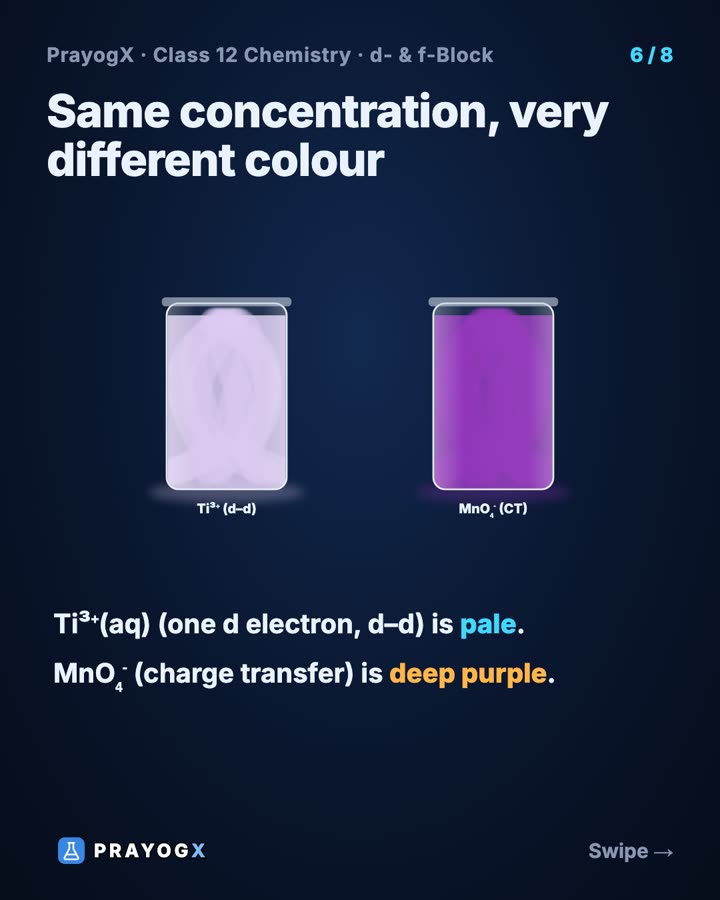 PrayogX · Class 12 Chemistry · d- & f-Block
6 / 8
Same concentration, very
different colour
Ti³⁺ (d–d)
MnO₄⁻ (CT)
Ti³⁺(aq) (one d electron, d–d) is pale.
MnO₄⁻ (charge transfer) is deep purple.
PRAYOGX
Swipe →